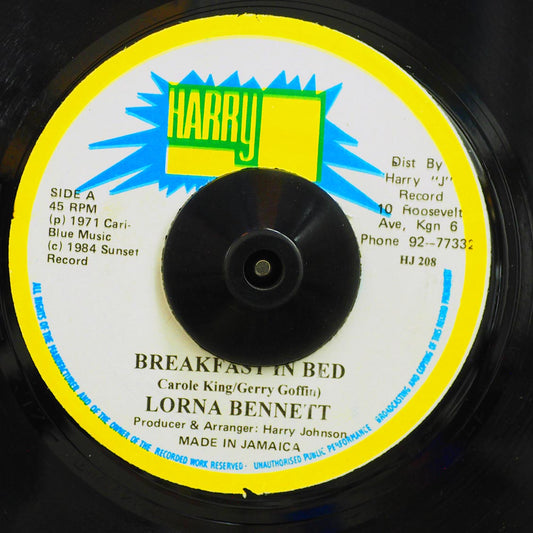 HARRY
SIDE A
45 RPM
(p) 1971 Cari-
Blue Music
(c) 1984 Sunset
Record
Dist By
Harry "J"
Record
10 Roosevelt
Ave, Kgn 6
Phone 92--77332
HJ 208
BREAKFAST IN BED
Carole King/Gerry Goffin)
LORNA BENNETT
Producer & Arranger: Harry Johnson
MADE IN JAMAICA
ALL RIGHTS OF THE MANUFACTURER AND OF THE OWNER OF THE RECORDED WORK RESERVED - UNAUTHORISED PUBLIC PERFORMANCE BROADCASTING AND COPYING OF THIS RECORD PROHIBITED